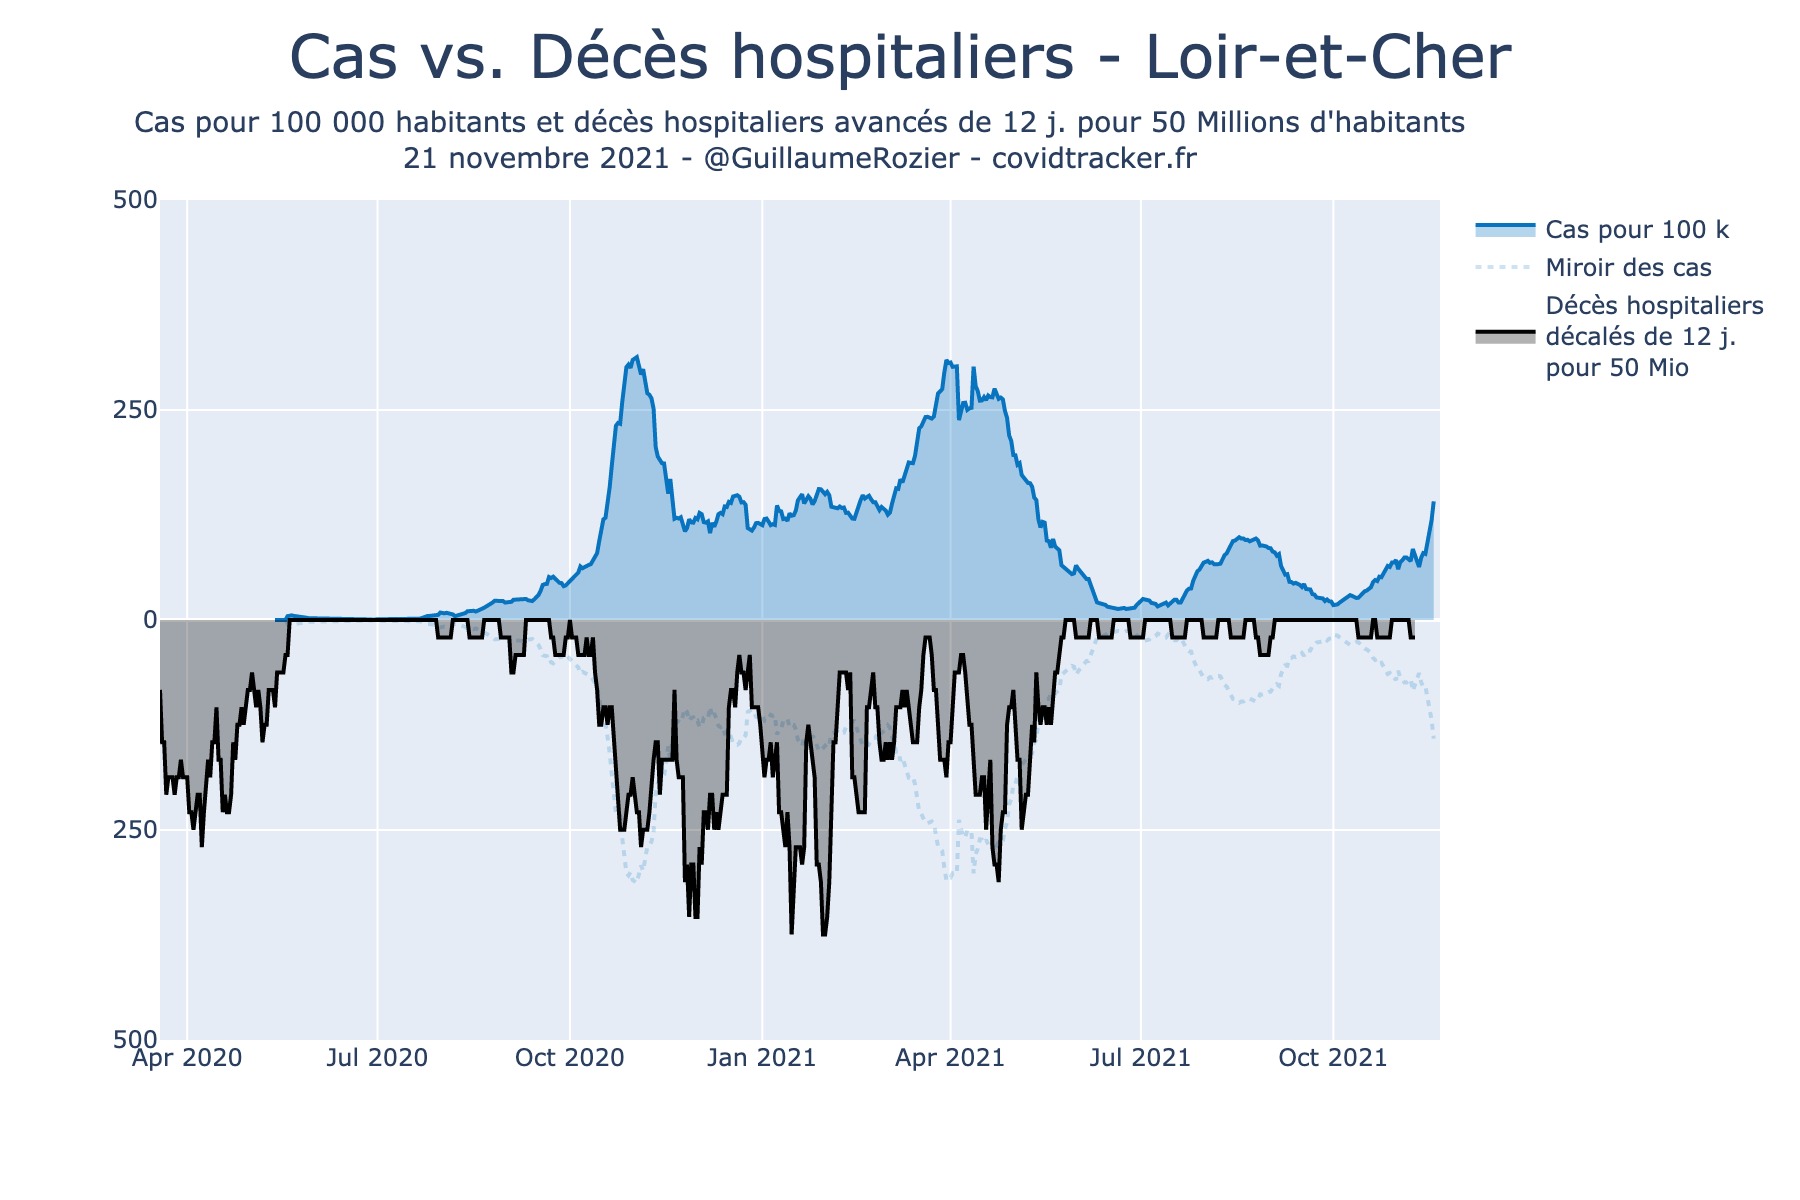 Cas vs. Décès hospitaliers - Loir-et-Cher
Cas pour 100 000 habitants et décès hospitaliers avancés de 12 j. pour 50 Millions d'habitants
21 novembre 2021 - @GuillaumeRozier - covidtracker.fr
500
250
0
250
500
Apr 2020
Jul 2020
Oct 2020
Jan 2021
Apr 2021
Jul 2021
Oct 2021
Cas pour 100 k
Miroir des cas
Décès hospitaliers
décalés de 12 j.
pour 50 Mio